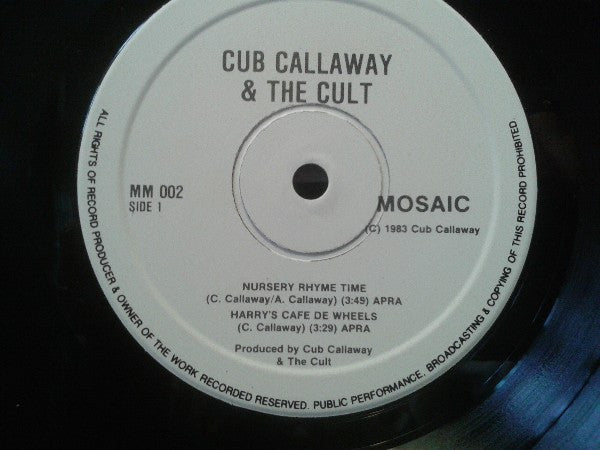 CUB CALLAWAY
& THE CULT
MM 002
SIDE 1
MOSAIC
(C) 1983 Cub Callaway
NURSERY RHYME TIME
(C. Callaway/A. Callaway) (3:45) APRA
HARRY'S CAFE DE WHEELS
(C. Callaway) (3:29) APRA
Produced by Cub Callaway
& The Cult
ALL RIGHTS OF RECORD PRODUCER & OWNER OF THE WORK RECORDED RESERVED. PUBLIC PERFORMANCE, BROADCASTING & COPYING OF THIS RECORD PROHIBITED.